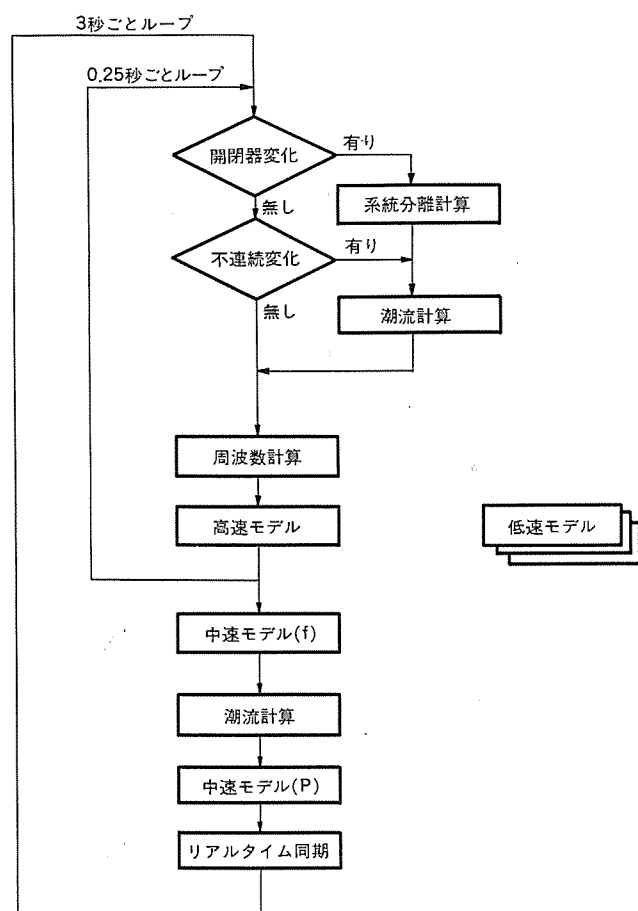 3秒ごとループ
0.25秒ごとループ
開閉器変化
有り
無し
系統分離計算
不連続変化
有り
無し
潮流計算
周波数計算
高速モデル
低速モデル
中速モデル(f)
潮流計算
中速モデル(P)
リアルタイム同期